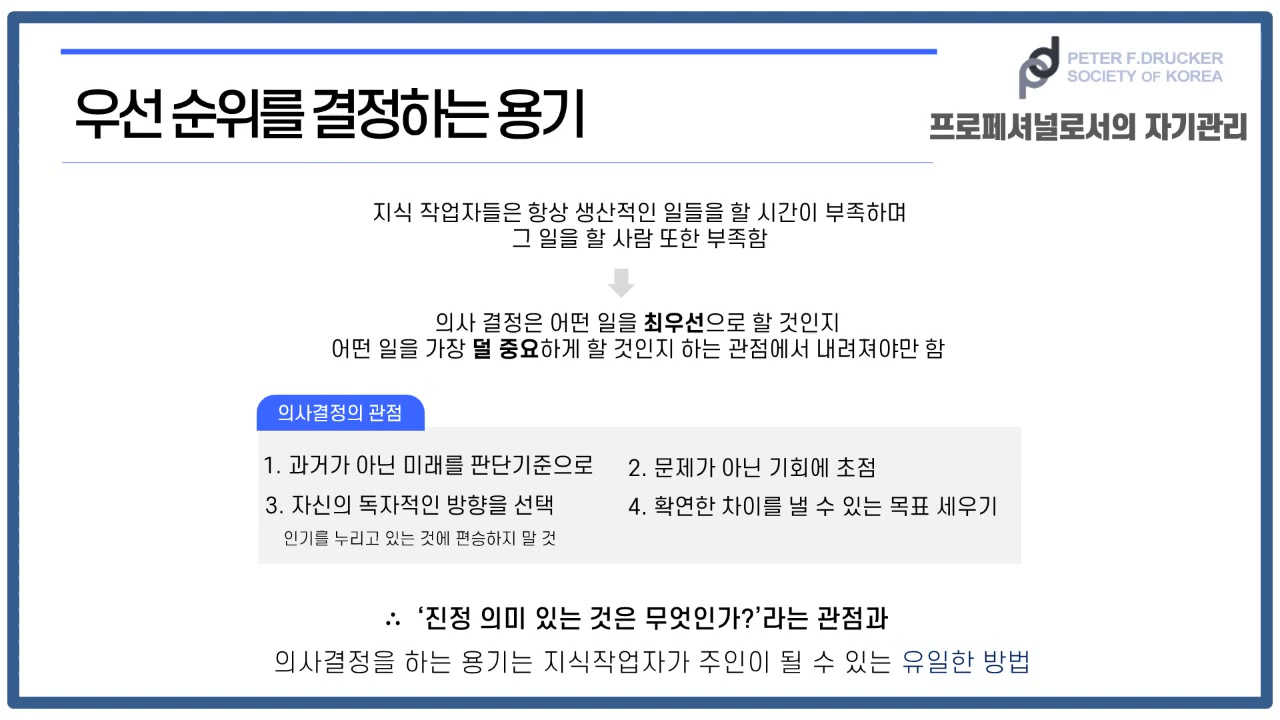 PETER F.DRUCKER
SOCIETY OF KOREA
프로페셔널로서의 자기관리
우선 순위를 결정하는 용기
지식 작업자들은 항상 생산적인 일들을 할 시간이 부족하며
그 일을 할 사람 또한 부족함
의사 결정은 어떤 일을 최우선으로 할 것인지
어떤 일을 가장 덜 중요하게 할 것인지 하는 관점에서 내려져야만 함
의사결정의 관점
1. 과거가 아닌 미래를 판단기준으로
2. 문제가 아닌 기회에 초점
3. 자신의 독자적인 방향을 선택
인기를 누리고 있는 것에 편승하지 말 것
4. 확연한 차이를 낼 수 있는 목표 세우기
∴ ‘진정 의미 있는 것은 무엇인가?’라는 관점과
의사결정을 하는 용기는 지식작업자가 주인이 될 수 있는 유일한 방법